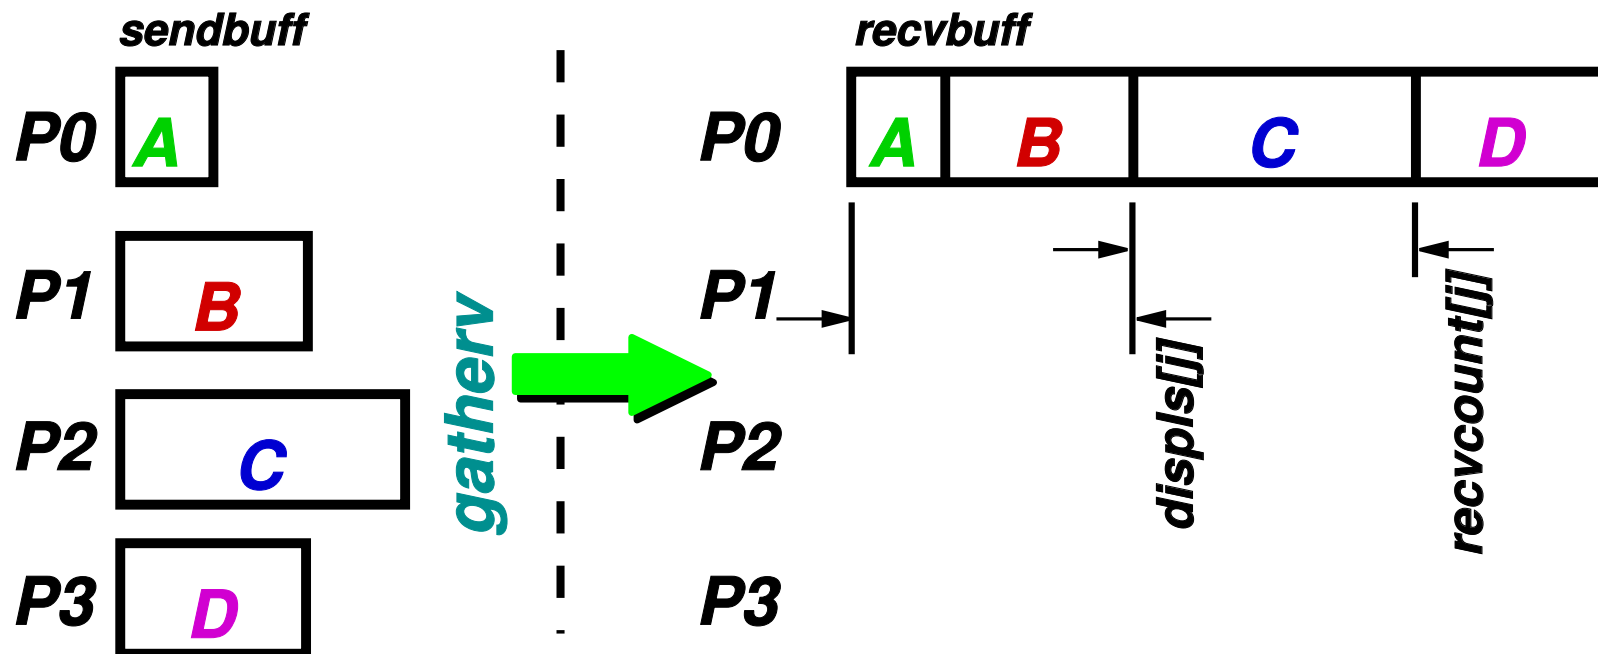 sendbuff
recvbuff
P0 A
P0 A B C D
P1 B
P1
gatherv
displs[j]
recvcount[j]
P2 C
P2
P3 D
P3